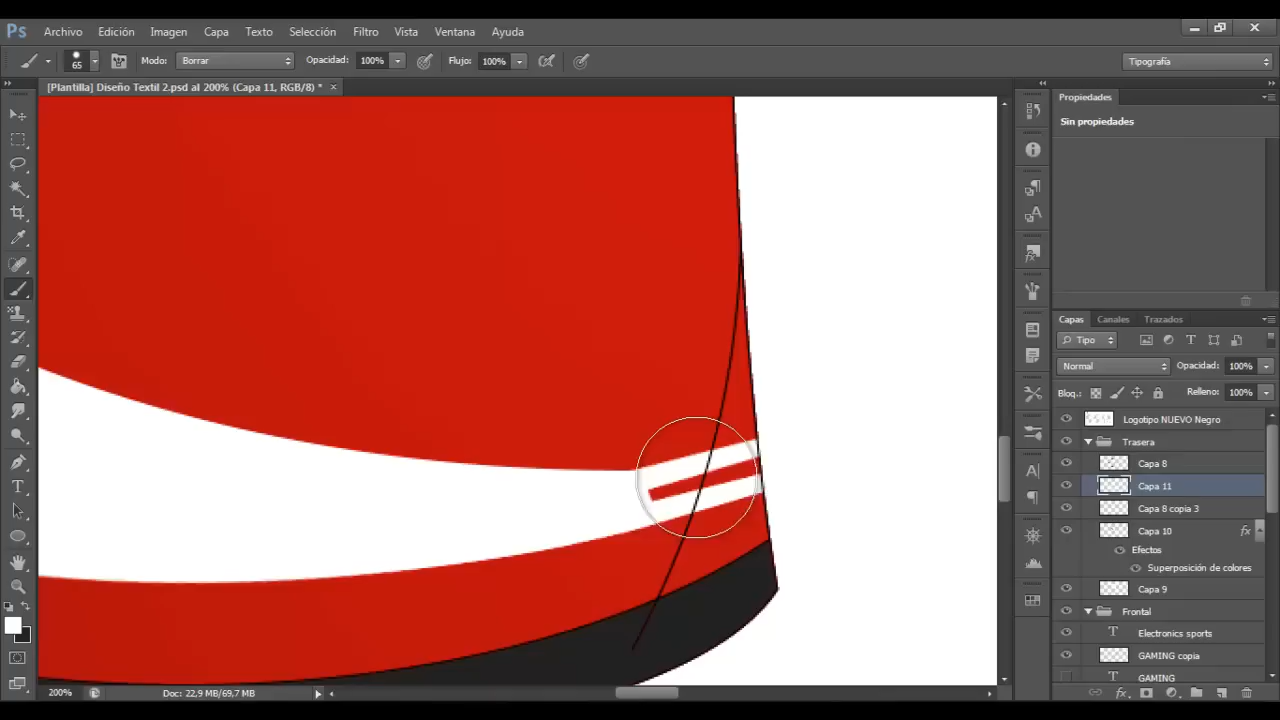 Ps Archivo Edición Imagen Capa Texto Selección Filtro Vista Ventana Ayuda
65 Modo: Borrar Opacidad: 100% Flujo: 100% Tipografía
[Plantilla] Diseño Textil 2.psd al 200% (Capa 11, RGB/8) * ×
Propiedades
Sin propiedades
Capas Canales Trazados
Tipo
Normal Opacidad: 100%
Bloq.: Relleno: 100%
Logotipo NUEVO Negro
Trasera
Capa 8
Capa 11
Capa 8 copia 3
Capa 10 fx
Efectos
Superposición de colores
Capa 9
Frontal
T Electronics sports
GAMING copia
T GAMING
200% Doc: 22,9 MB/69,7 MB